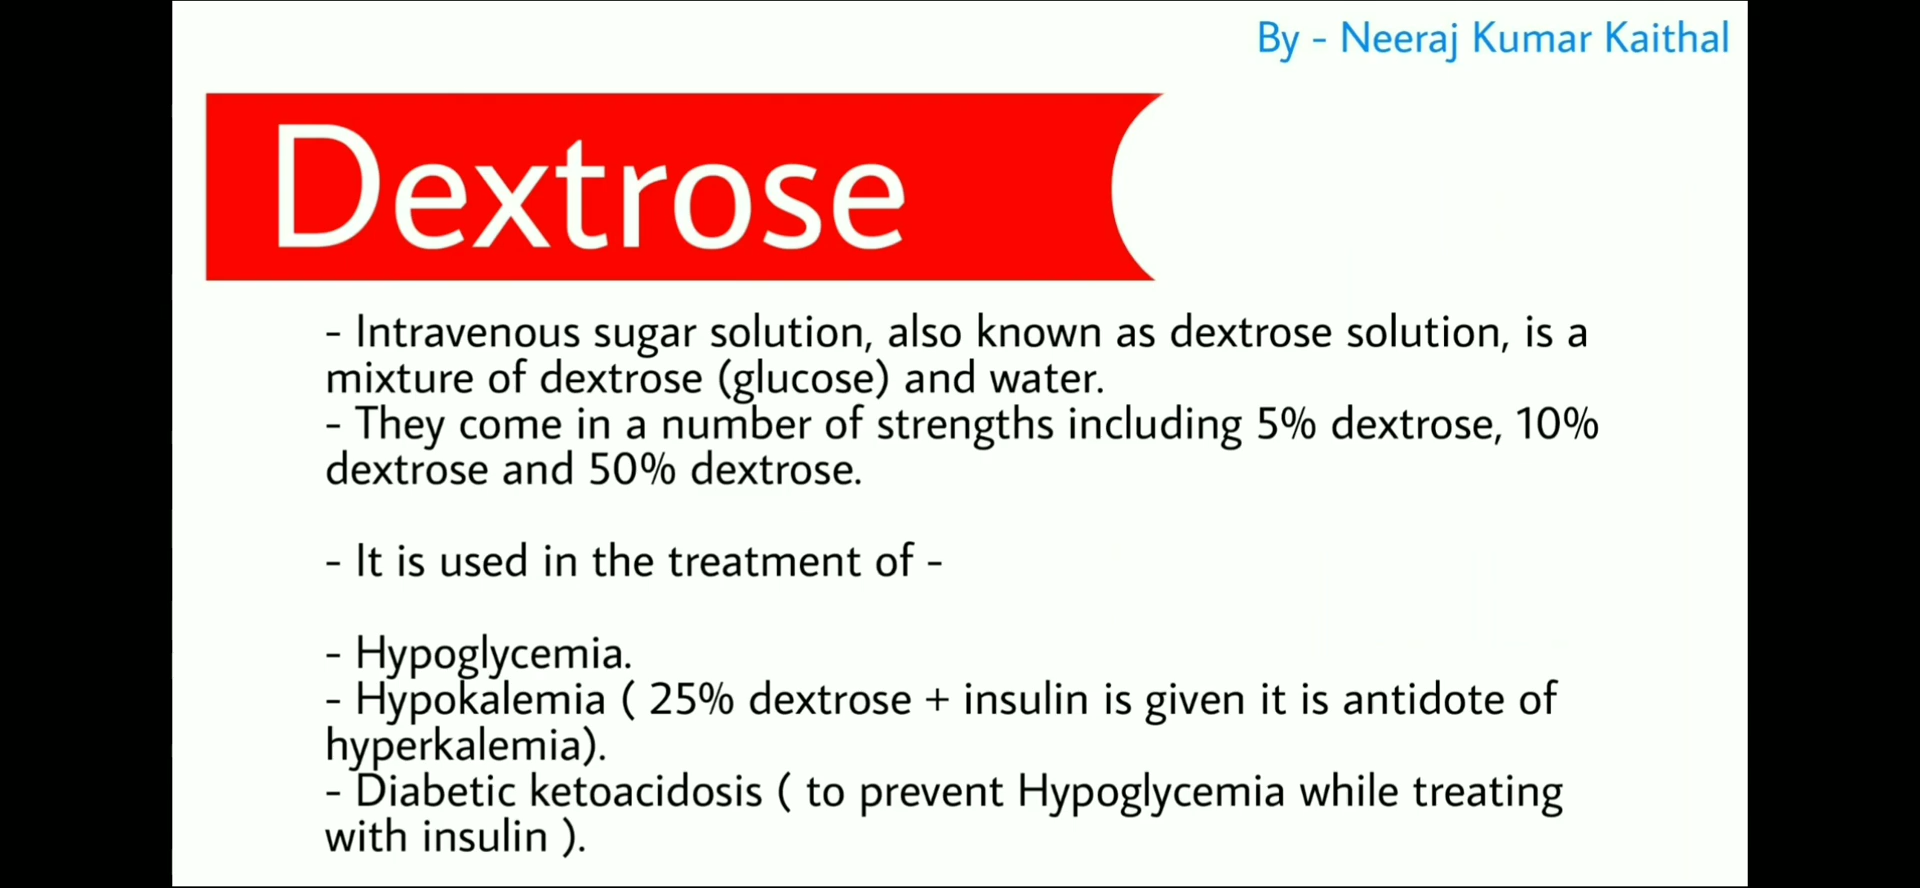 By - Neeraj Kumar Kaithal
Dextrose
- Intravenous sugar solution, also known as dextrose solution, is a
mixture of dextrose (glucose) and water.
- They come in a number of strengths including 5% dextrose, 10%
dextrose and 50% dextrose.
- It is used in the treatment of -
- Hypoglycemia.
- Hypokalemia ( 25% dextrose + insulin is given it is antidote of
hyperkalemia).
- Diabetic ketoacidosis ( to prevent Hypoglycemia while treating
with insulin ).